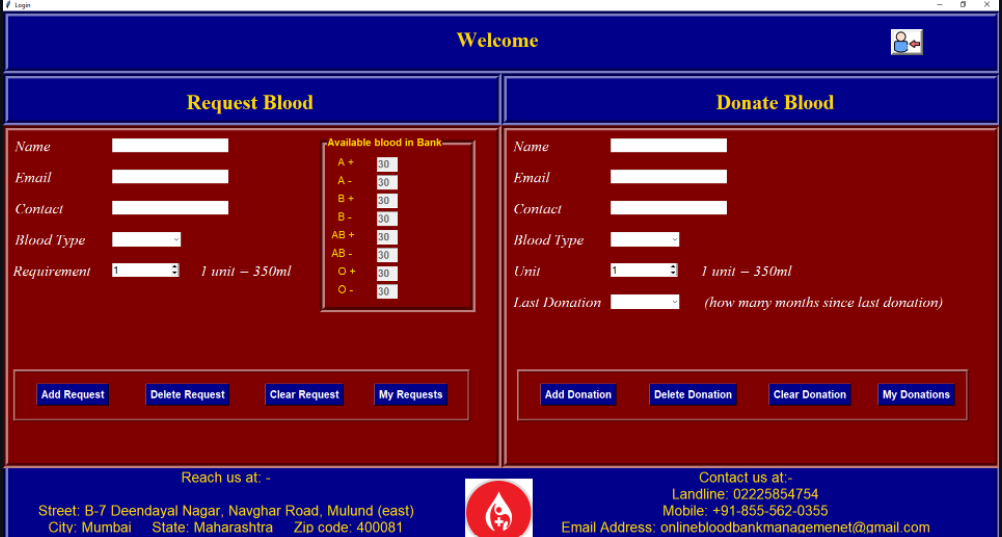 Login
Welcome
Request Blood
Name
Email
Contact
Blood Type
Requirement 1 1 unit – 350ml
Available blood in Bank
A + 30
A - 30
B + 30
B - 30
AB + 30
AB - 30
O + 30
O - 30
Add Request Delete Request Clear Request My Requests
Donate Blood
Name
Email
Contact
Blood Type
Unit 1 1 unit – 350ml
Last Donation (how many months since last donation)
Add Donation Delete Donation Clear Donation My Donations
Reach us at: -
Street: B-7 Deendayal Nagar, Navghar Road, Mulund (east)
City: Mumbai State: Maharashtra Zip code: 400081
Contact us at:-
Landline: 02225854754
Mobile: +91-855-562-0355
Email Address: onlinebloodbankmanagemenet@gmail.com